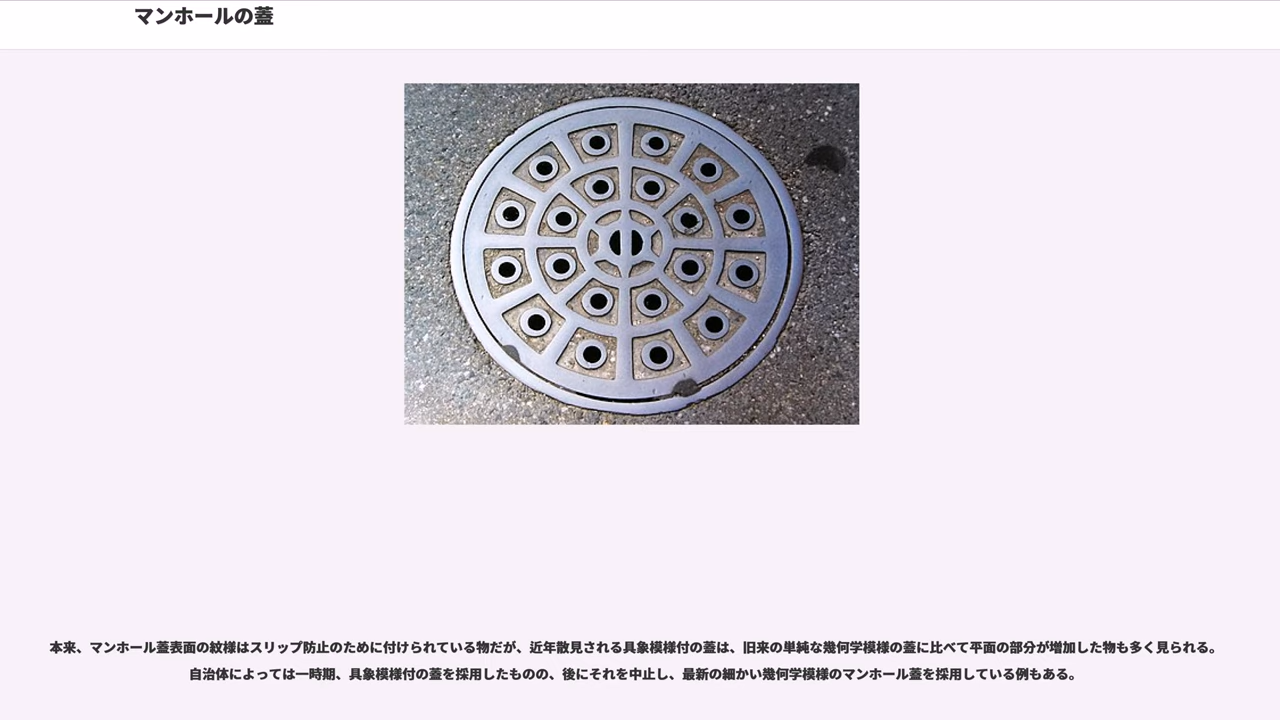 マンホールの蓋
本来、マンホール蓋表面の紋様はスリップ防止のために付けられている物だが、近年散見される具象模様付の蓋は、旧来の単純な幾何学模様の蓋に比べて平面の部分が増加した物も多く見られる。
自治体によっては一時期、具象模様付の蓋を採用したものの、後にそれを中止し、最新の細かい幾何学模様のマンホール蓋を採用している例もある。